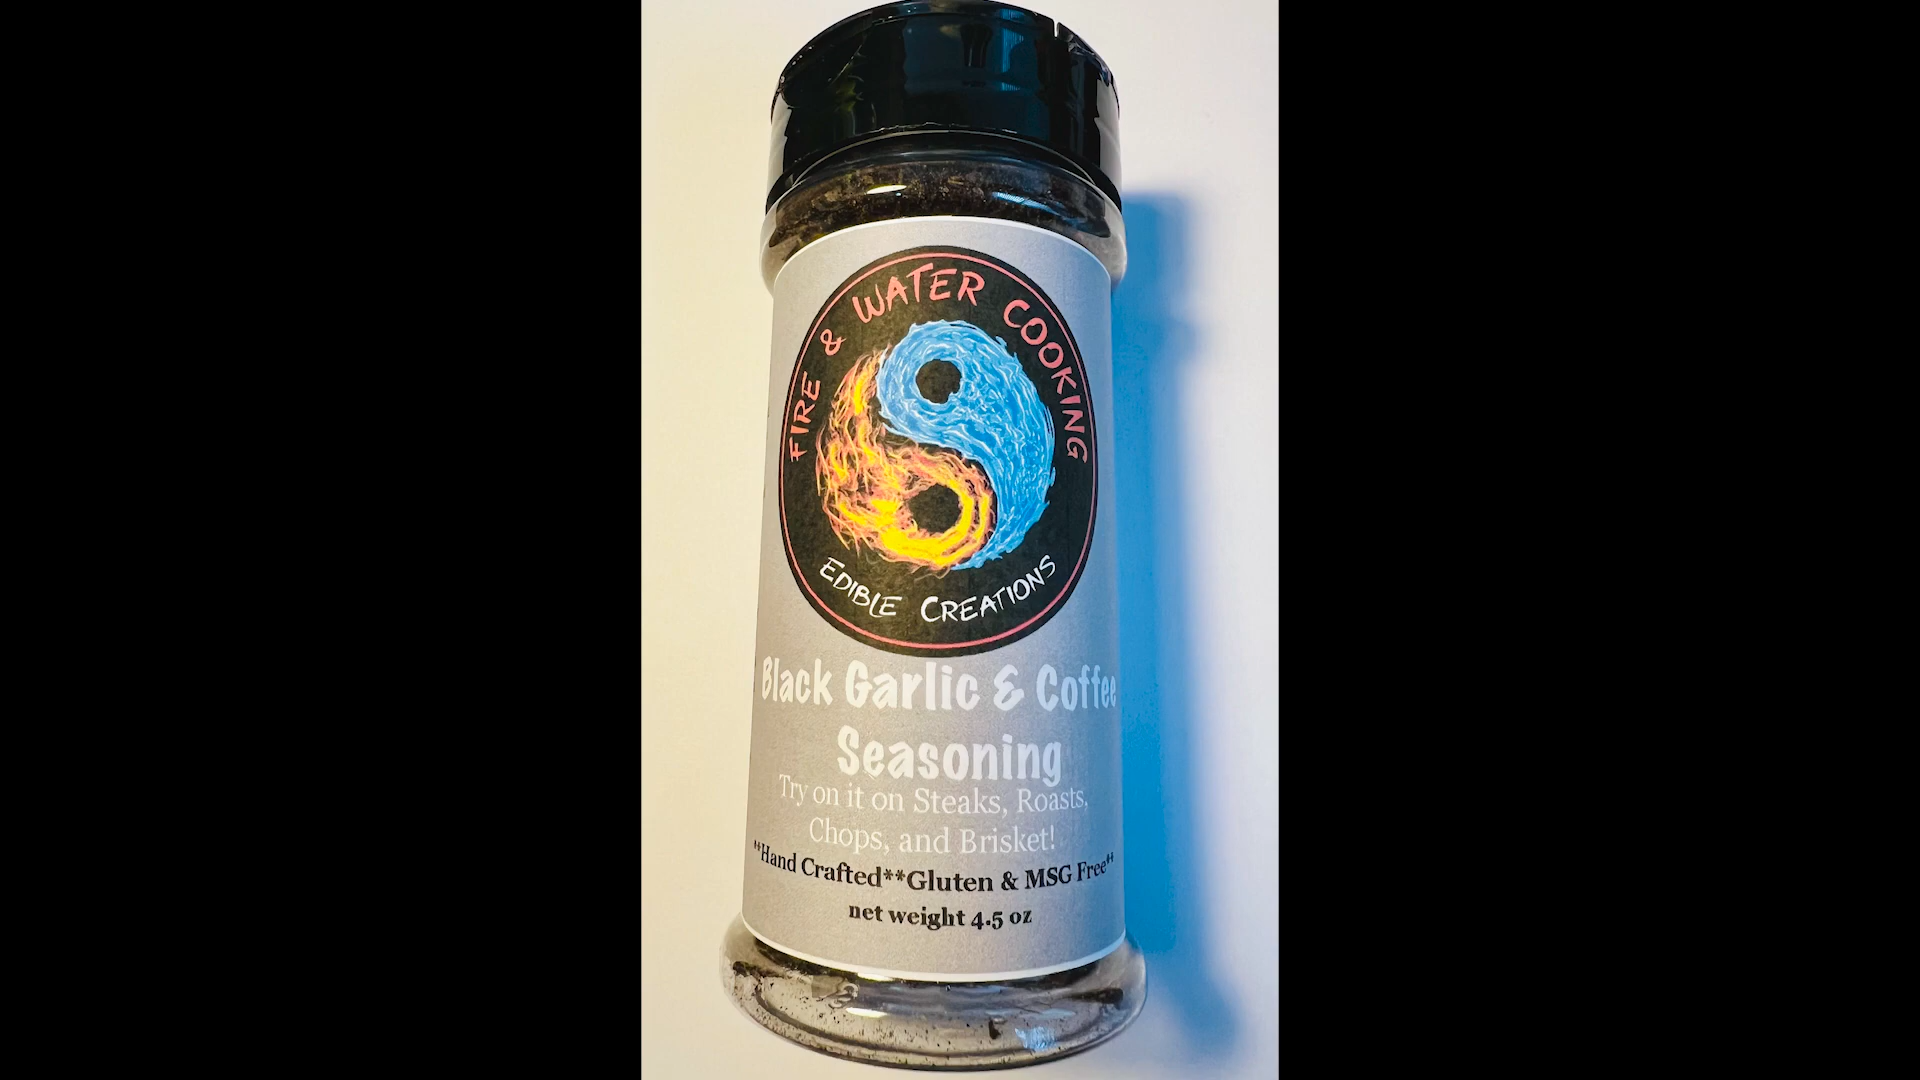 FIRE & WATER COOKING
EDIBLE CREATIONS
Black Garlic & Coffee
Seasoning
Try on it on Steaks, Roasts,
Chops, and Brisket!
**Hand Crafted**Gluten & MSG Free**
net weight 4.5 oz